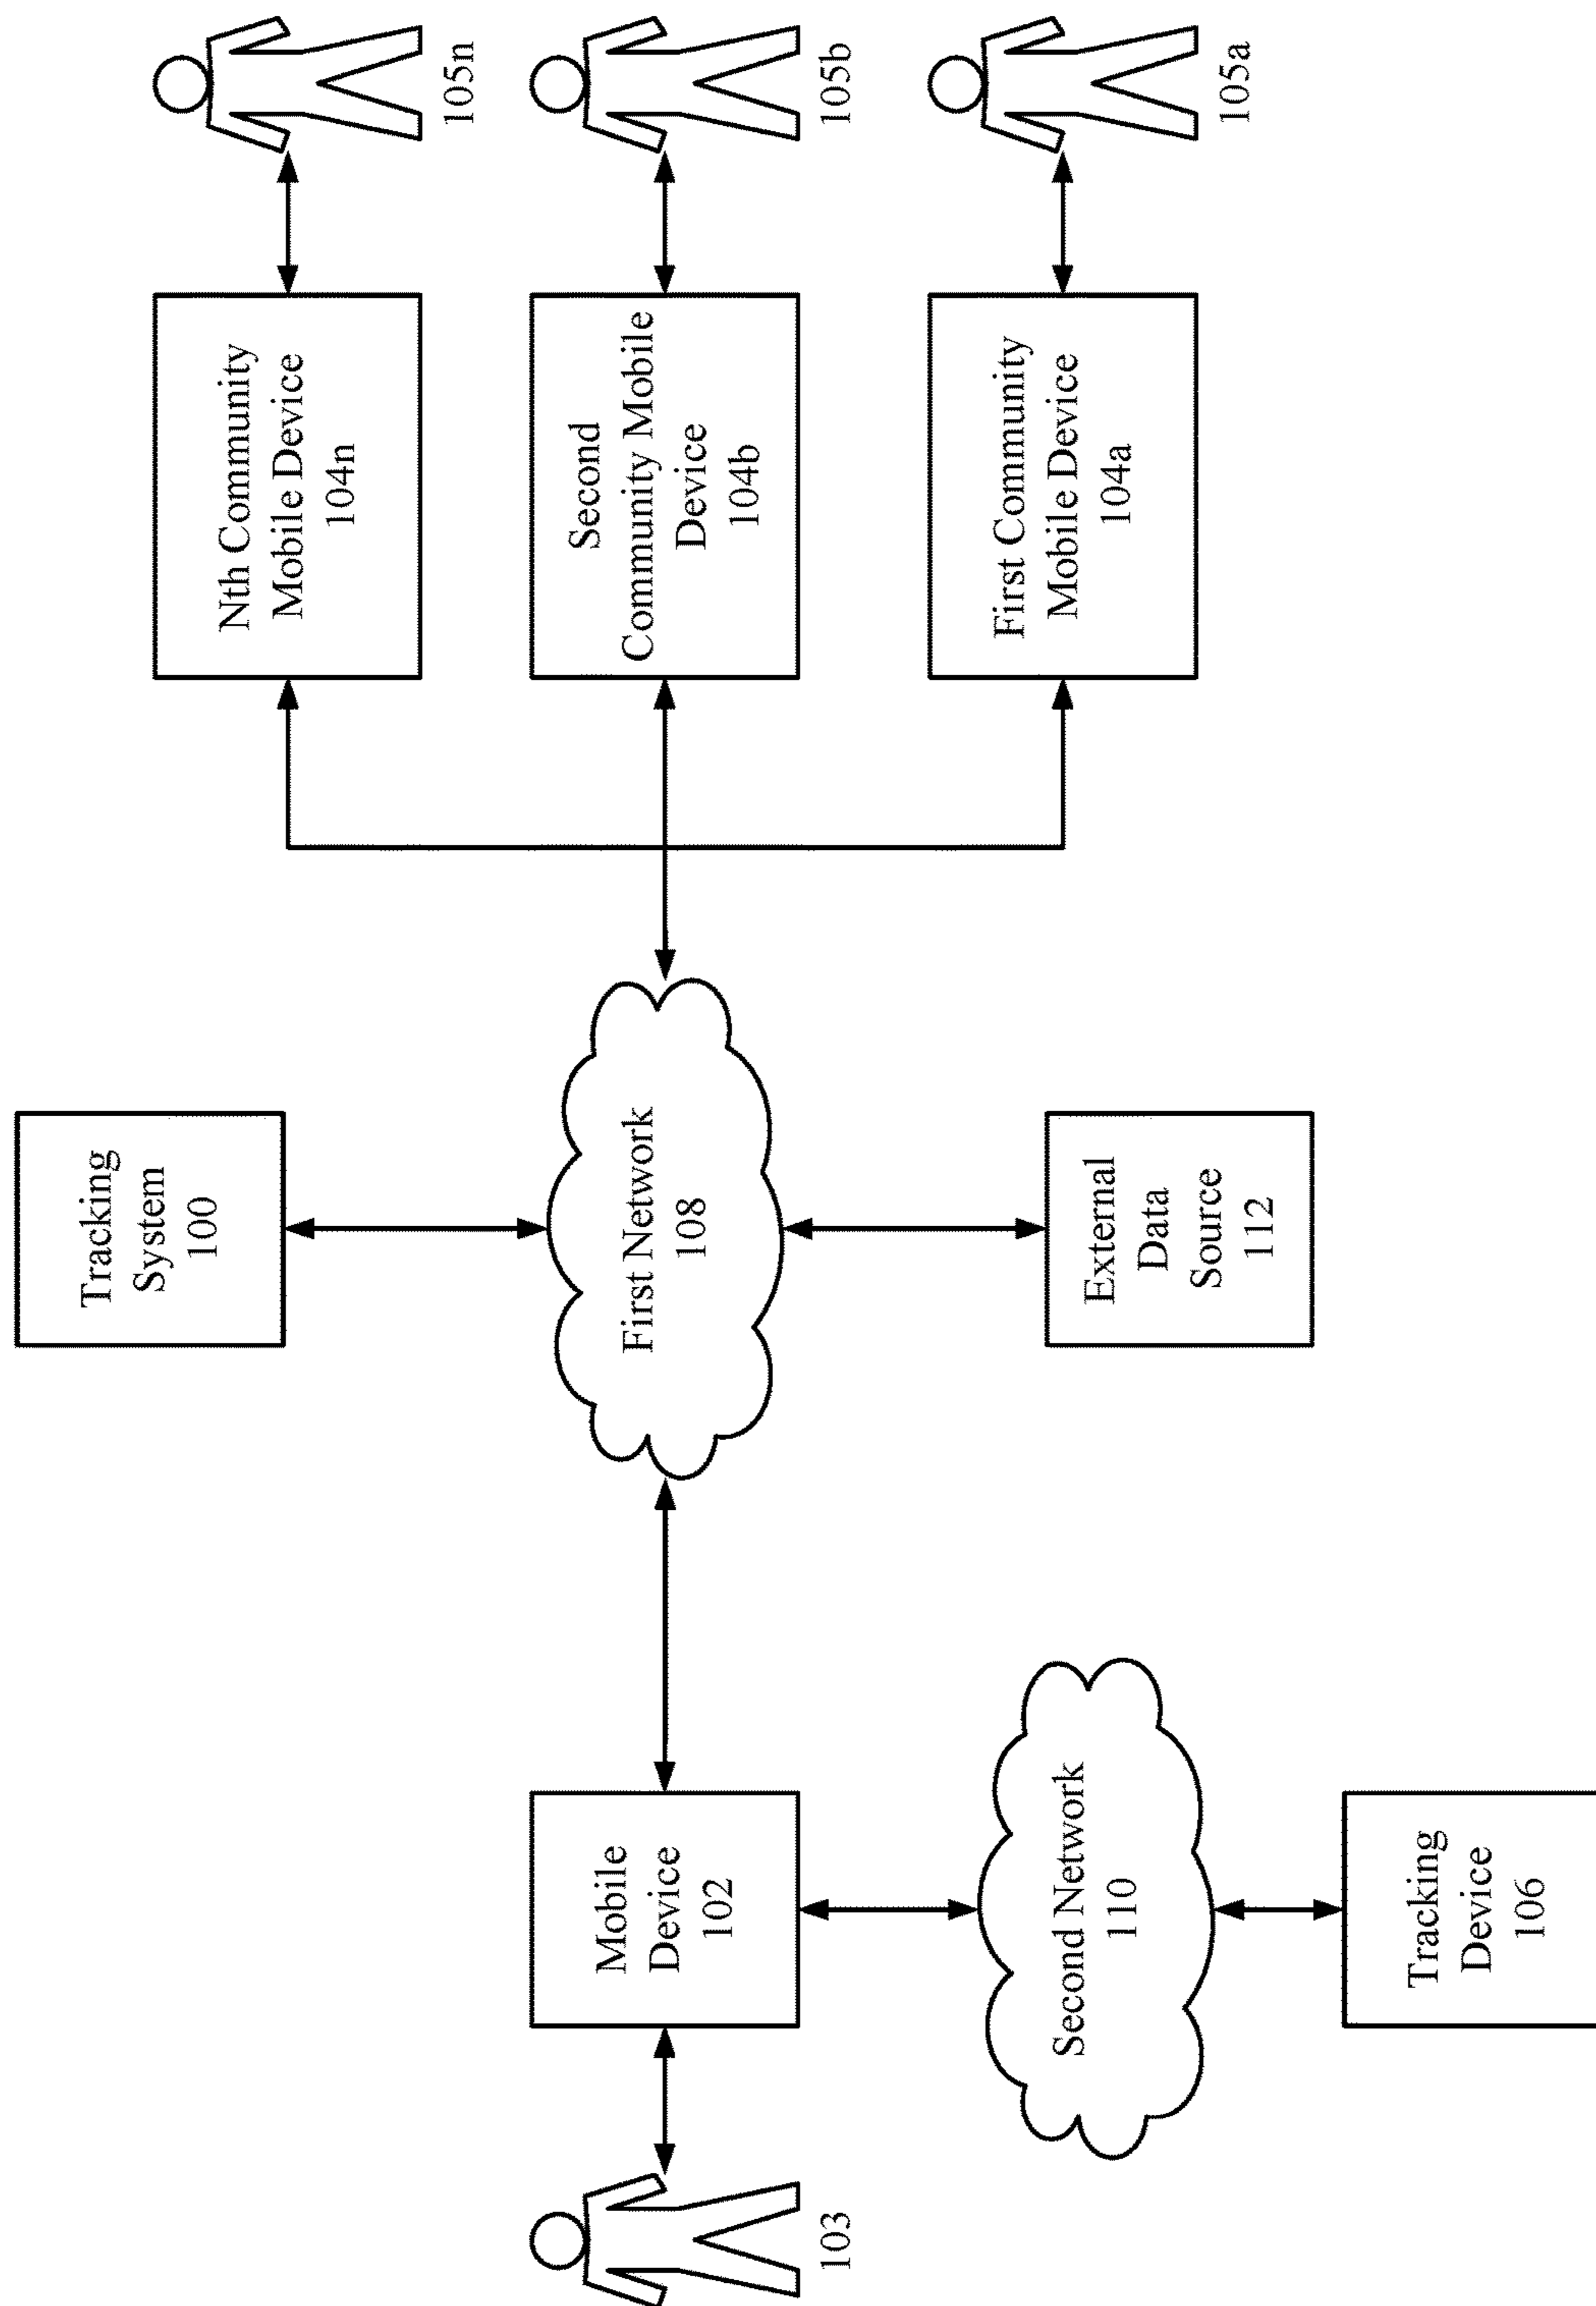 Tracking
System
100
Nth Community
Mobile Device
104n
105n
103
Mobile
Device
102
First Network
108
Second
Community Mobile
Device
104b
105b
Second Network
110
External
Data
Source
112
First Community
Mobile Device
104a
105a
Tracking
Device
106